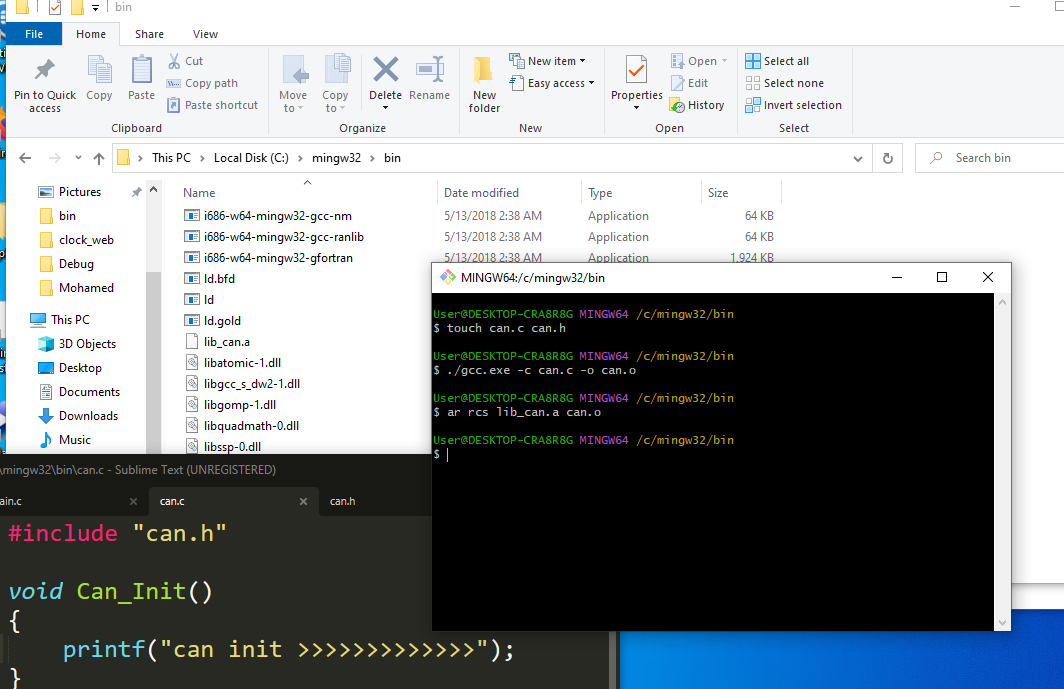 bin
File Home Share View
Pin to Quick access
Copy
Paste
Cut
Copy path
Paste shortcut
Clipboard
Move to
Copy to
Delete
Rename
Organize
New folder
New item
Easy access
New
Properties
Open
Edit
History
Open
Select all
Select none
Invert selection
Select
This PC > Local Disk (C:) > mingw32 > bin
Search bin
Pictures
bin
clock_web
Debug
Mohamed
This PC
3D Objects
Desktop
Documents
Downloads
Music
Name Date modified Type Size
i686-w64-mingw32-gcc-nm 5/13/2018 2:38 AM Application 64 KB
i686-w64-mingw32-gcc-ranlib 5/13/2018 2:38 AM Application 64 KB
i686-w64-mingw32-gfortran 5/13/2018 2:38 AM Application 1,924 KB
ld.bfd
ld
ld.gold
lib_can.a
libatomic-1.dll
libgcc_s_dw2-1.dll
libgomp-1.dll
libquadmath-0.dll
libssp-0.dll
MINGW64:/c/mingw32/bin
User@DESKTOP-CRA8R8G MINGW64 /c/mingw32/bin
$ touch can.c can.h
User@DESKTOP-CRA8R8G MINGW64 /c/mingw32/bin
$ ./gcc.exe -c can.c -o can.o
User@DESKTOP-CRA8R8G MINGW64 /c/mingw32/bin
$ ar rcs lib_can.a can.o
User@DESKTOP-CRA8R8G MINGW64 /c/mingw32/bin
$
\mingw32\bin\can.c - Sublime Text (UNREGISTERED)
ain.c can.c can.h
#include "can.h"
void Can_Init()
{
printf("can init >>>>>>>>>>>>>");
}